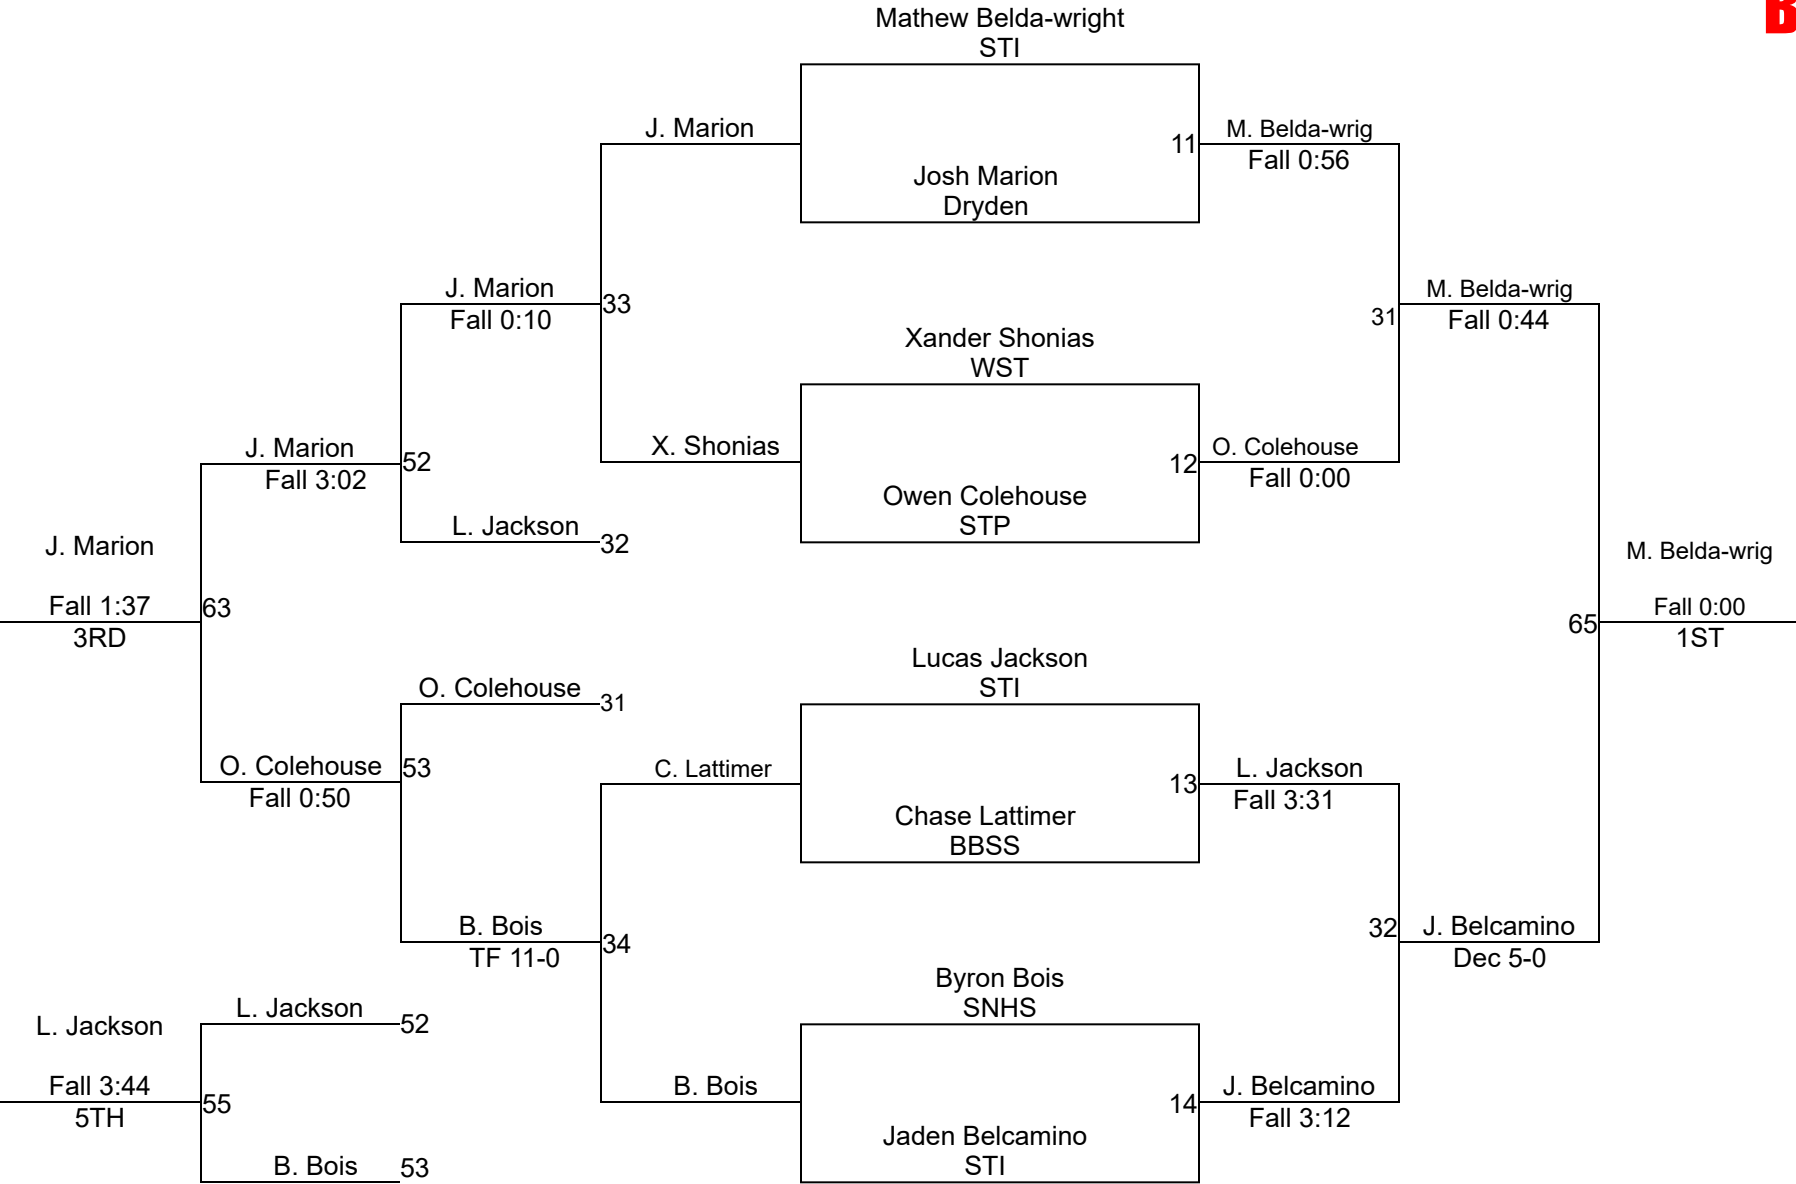 B
Mathew Belda-wright
STI
J. Marion
11
M. Belda-wrig
Fall 0:56
Josh Marion
Dryden
J. Marion
Fall 0:10
33
M. Belda-wrig
31
Fall 0:44
Xander Shonias
WST
J. Marion
Fall 3:02
52
X. Shonias
12
O. Colehouse
Fall 0:00
Owen Colehouse
STP
L. Jackson
32
J. Marion
Fall 1:37
3RD
63
M. Belda-wrig
Fall 0:00
65
1ST
Lucas Jackson
STI
O. Colehouse
31
O. Colehouse
Fall 0:50
53
C. Lattimer
13
L. Jackson
Fall 3:31
Chase Lattimer
BBSS
B. Bois
TF 11-0
34
32
J. Belcamino
Dec 5-0
Byron Bois
SNHS
L. Jackson
52
L. Jackson
Fall 3:44
5TH
55
B. Bois
14
J. Belcamino
Fall 3:12
Jaden Belcamino
STI
B. Bois
53